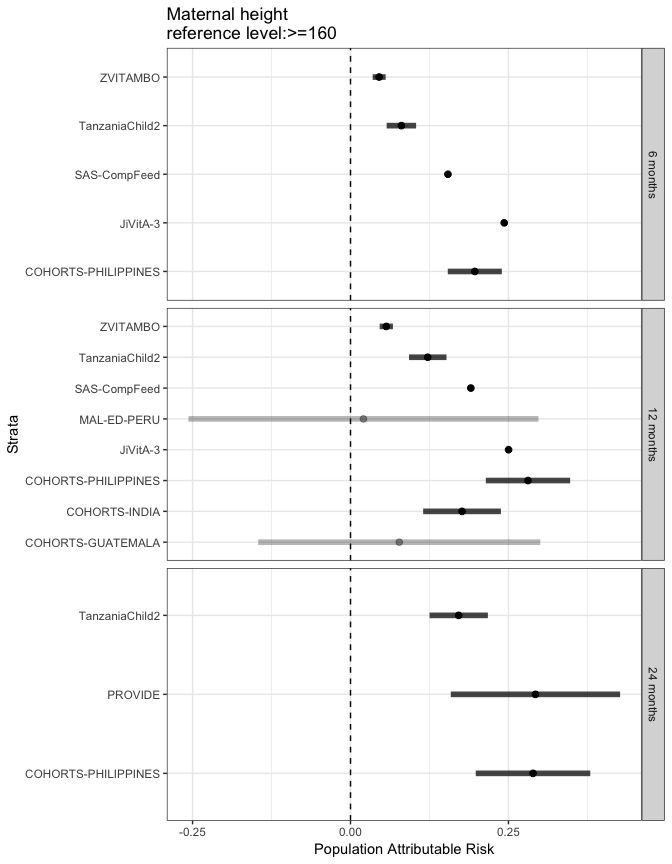 Maternal height
reference level:>=160
ZVITAMBO
TanzaniaChild2
SAS-CompFeed
JiVitA-3
COHORTS-PHILIPPINES
6 months
ZVITAMBO
TanzaniaChild2
SAS-CompFeed
MAL-ED-PERU
JiVitA-3
COHORTS-PHILIPPINES
COHORTS-INDIA
COHORTS-GUATEMALA
12 months
Strata
TanzaniaChild2
PROVIDE
COHORTS-PHILIPPINES
24 months
-0.25 0.00 0.25
Population Attributable Risk